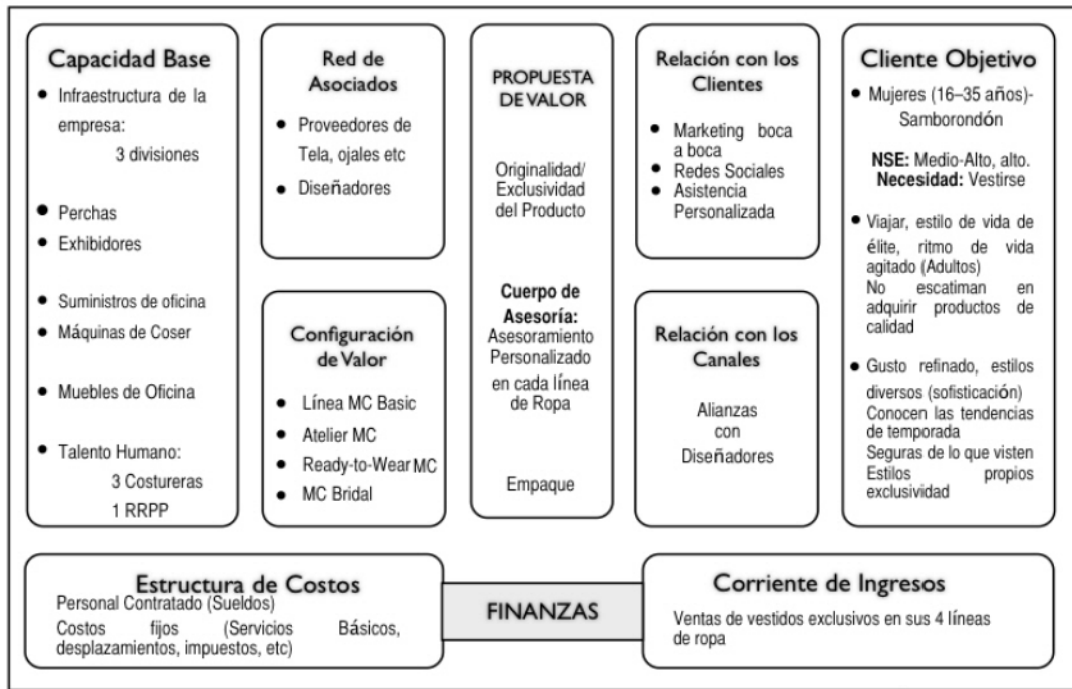 Capacidad Base
• Infraestructura de la
empresa:
3 divisiones
• Perchas
• Exhibidores
• Suministros de oficina
• Máquinas de Coser
• Muebles de Oficina
• Talento Humano:
3 Costureras
1 RRPP
Red de
Asociados
• Proveedores de
Tela, ojales etc
• Diseñadores
Configuración
de Valor
• Línea MC Basic
• Atelier MC
• Ready-to-Wear MC
• MC Bridal
PROPUESTA
DE VALOR
Originalidad/
Exclusividad
del Producto
Cuerpo de
Asesoría:
Asesoramiento
Personalizado
en cada línea
de Ropa
Empaque
Relación con los
Clientes
• Marketing boca
a boca
• Redes Sociales
• Asistencia
Personalizada
Relación con los
Canales
Alianzas
con
Diseñadores
Cliente Objetivo
• Mujeres (16–35 años)-
Samborondón
NSE: Medio-Alto, alto.
Necesidad: Vestirse
• Viajar, estilo de vida de
élite, ritmo de vida
agitado (Adultos)
No escatiman en
adquirir productos de
calidad
• Gusto refinado, estilos
diversos (sofisticación)
Conocen las tendencias
de temporada
Seguras de lo que visten
Estilos propios
exclusividad
Estructura de Costos
Personal Contratado (Sueldos)
Costos fijos (Servicios Básicos,
desplazamientos, impuestos, etc)
FINANZAS
Corriente de Ingresos
Ventas de vestidos exclusivos en sus 4 líneas
de ropa